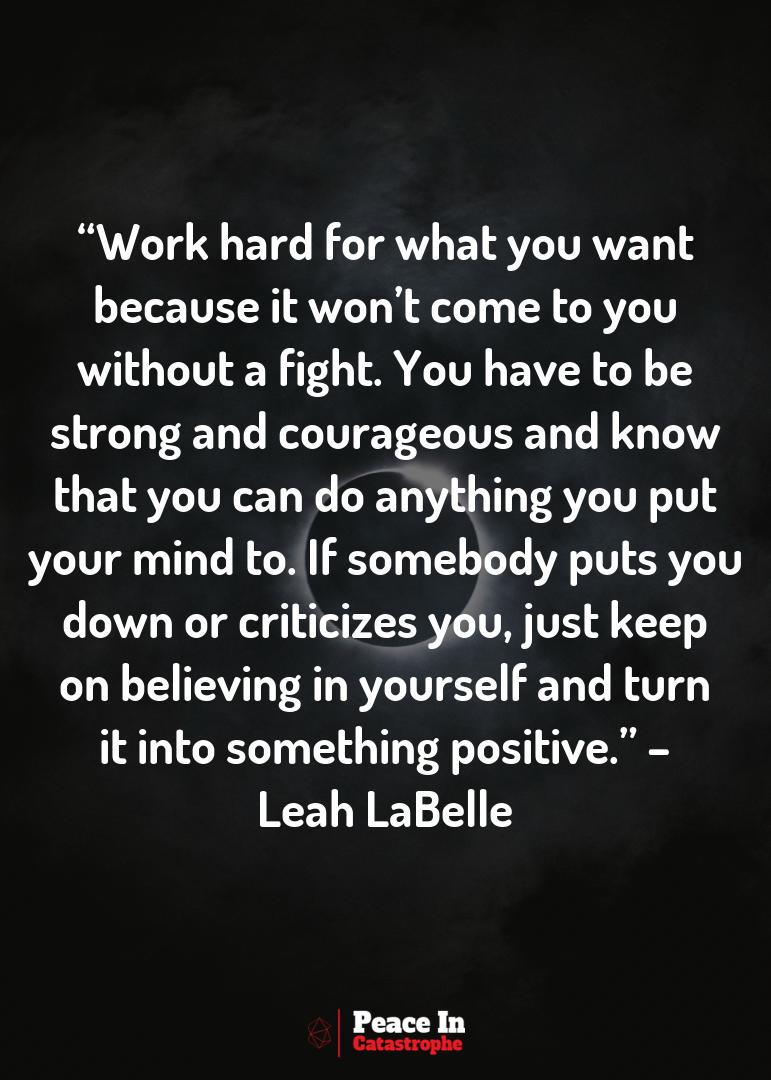 “Work hard for what you want
because it won’t come to you
without a fight. You have to be
strong and courageous and know
that you can do anything you put
your mind to. If somebody puts you
down or criticizes you, just keep
on believing in yourself and turn
it into something positive.” –
Leah LaBelle
Peace In
Catastrophe